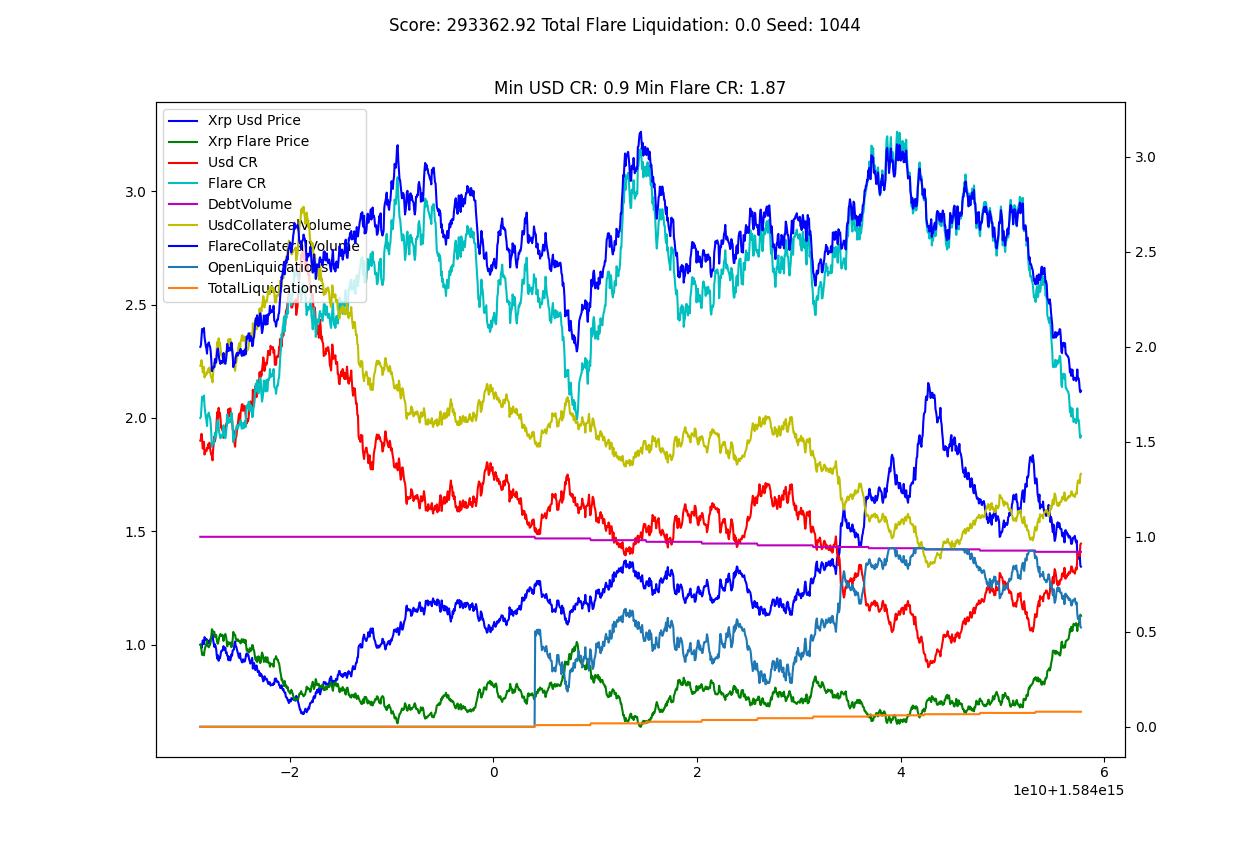 Score: 293362.92 Total Flare Liquidation: 0.0 Seed: 1044
Min USD CR: 0.9 Min Flare CR: 1.87
Xrp Usd Price
Xrp Flare Price
Usd CR
Flare CR
DebtVolume
UsdCollateralVolume
FlareCollateralVolume
OpenLiquidations
TotalLiquidations
3.0
2.5
2.0
1.5
1.0
3.0
2.5
2.0
1.5
1.0
0.5
0.0
−2
0
2
4
6
1e10+1.584e15